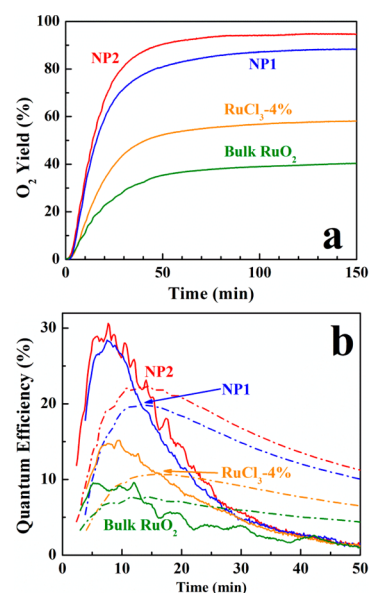 100
80
60
40
20
0
O2 Yield (%)
NP2
NP1
RuCl3-4%
Bulk RuO2
a
0 50 100 150
Time (min)
30
20
10
0
Quantum Efficiency (%)
b
NP2
NP1
RuCl3-4%
Bulk RuO2
0 10 20 30 40 50
Time (min)